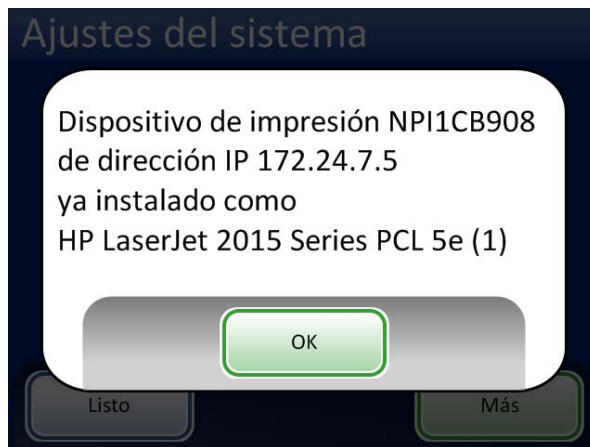 Ajustes del sistema
Dispositivo de impresión NPI1CB908
de dirección IP 172.24.7.5
ya instalado como
HP LaserJet 2015 Series PCL 5e (1)
OK
Listo
Más